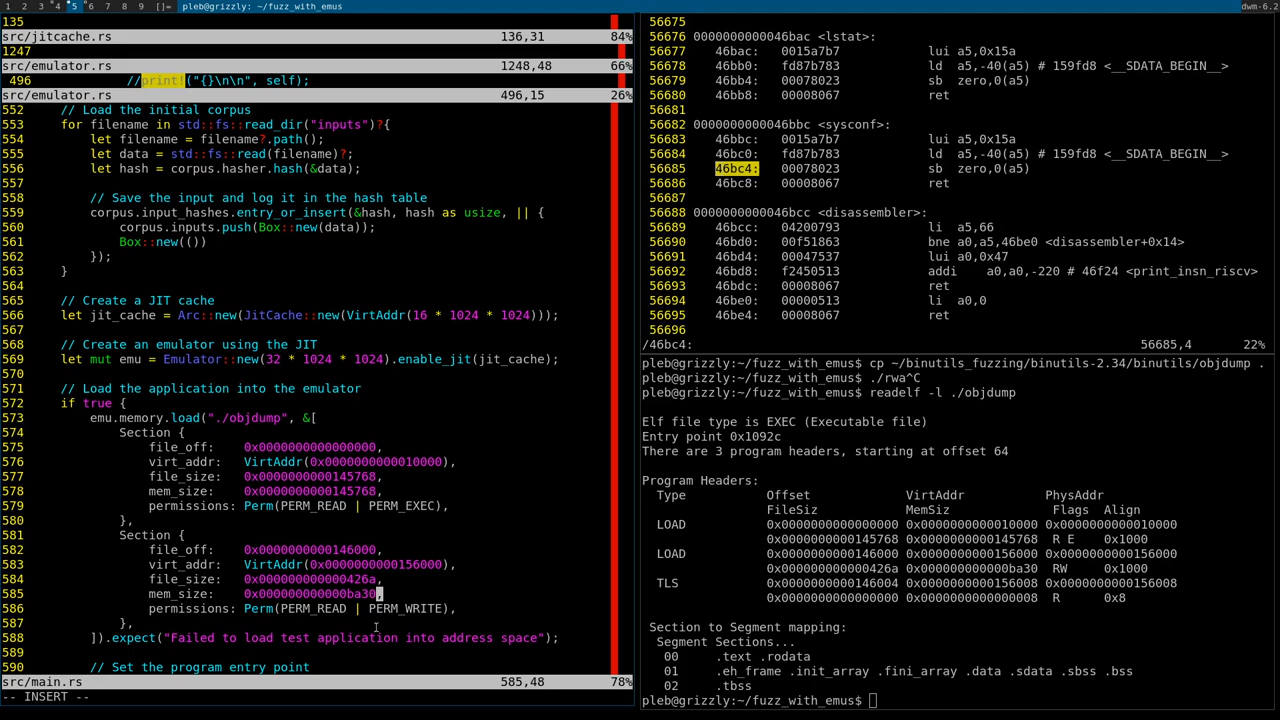 1 2 3 4 5 6 7 8 9 []= pleb@grizzly: ~/fuzz_with_emus dwm-6.2
135
src/jitcache.rs 136,31 84%
1247
src/emulator.rs 1248,48 66%
496 //print!("{}\n\n", self);
src/emulator.rs 496,15 26%
552 // Load the initial corpus
553 for filename in std::fs::read_dir("inputs")?{
554 let filename = filename?.path();
555 let data = std::fs::read(filename)?;
556 let hash = corpus.hasher.hash(&data);
557
558 // Save the input and log it in the hash table
559 corpus.input_hashes.entry_or_insert(&hash, hash as usize, || {
560 corpus.inputs.push(Box::new(data));
561 Box::new(())
562 });
563 }
564
565 // Create a JIT cache
566 let jit_cache = Arc::new(JitCache::new(VirtAddr(16 * 1024 * 1024)));
567
568 // Create an emulator using the JIT
569 let mut emu = Emulator::new(32 * 1024 * 1024).enable_jit(jit_cache);
570
571 // Load the application into the emulator
572 if true {
573 emu.memory.load("./objdump", &[
574 Section {
575 file_off: 0x0000000000000000,
576 virt_addr: VirtAddr(0x0000000000010000),
577 file_size: 0x0000000000145768,
578 mem_size: 0x0000000000145768,
579 permissions: Perm(PERM_READ | PERM_EXEC),
580 },
581 Section {
582 file_off: 0x0000000000146000,
583 virt_addr: VirtAddr(0x0000000000156000),
584 file_size: 0x000000000000426a,
585 mem_size: 0x000000000000ba30,
586 permissions: Perm(PERM_READ | PERM_WRITE),
587 },
588 ]).expect("Failed to load test application into address space");
589
590 // Set the program entry point
src/main.rs 585,48 78%
-- INSERT --
56675
56676 0000000000046bac <lstat>:
56677 46bac: 0015a7b7 lui a5,0x15a
56678 46bb0: fd87b783 ld a5,-40(a5) # 159fd8 <__SDATA_BEGIN__>
56679 46bb4: 00078023 sb zero,0(a5)
56680 46bb8: 00008067 ret
56681
56682 0000000000046bbc <sysconf>:
56683 46bbc: 0015a7b7 lui a5,0x15a
56684 46bc0: fd87b783 ld a5,-40(a5) # 159fd8 <__SDATA_BEGIN__>
56685 46bc4: 00078023 sb zero,0(a5)
56686 46bc8: 00008067 ret
56687
56688 0000000000046bcc <disassembler>:
56689 46bcc: 04200793 li a5,66
56690 46bd0: 00f51863 bne a0,a5,46be0 <disassembler+0x14>
56691 46bd4: 00047537 lui a0,0x47
56692 46bd8: f2450513 addi a0,a0,-220 # 46f24 <print_insn_riscv>
56693 46bdc: 00008067 ret
56694 46be0: 00000513 li a0,0
56695 46be4: 00008067 ret
56696
/46bc4: 56685,4 22%
pleb@grizzly:~/fuzz_with_emus$ cp ~/binutils_fuzzing/binutils-2.34/binutils/objdump .
pleb@grizzly:~/fuzz_with_emus$ ./rwa^C
pleb@grizzly:~/fuzz_with_emus$ readelf -l ./objdump
Elf file type is EXEC (Executable file)
Entry point 0x1092c
There are 3 program headers, starting at offset 64
Program Headers:
Type Offset VirtAddr PhysAddr
FileSiz MemSiz Flags Align
LOAD 0x0000000000000000 0x0000000000010000 0x0000000000010000
0x0000000000145768 0x0000000000145768 R E 0x1000
LOAD 0x0000000000146000 0x0000000000156000 0x0000000000156000
0x000000000000426a 0x000000000000ba30 RW 0x1000
TLS 0x0000000000146004 0x0000000000156008 0x0000000000156008
0x0000000000000000 0x0000000000000008 R 0x8
Section to Segment mapping:
Segment Sections...
00 .text .rodata
01 .eh_frame .init_array .fini_array .data .sdata .sbss .bss
02 .tbss
pleb@grizzly:~/fuzz_with_emus$